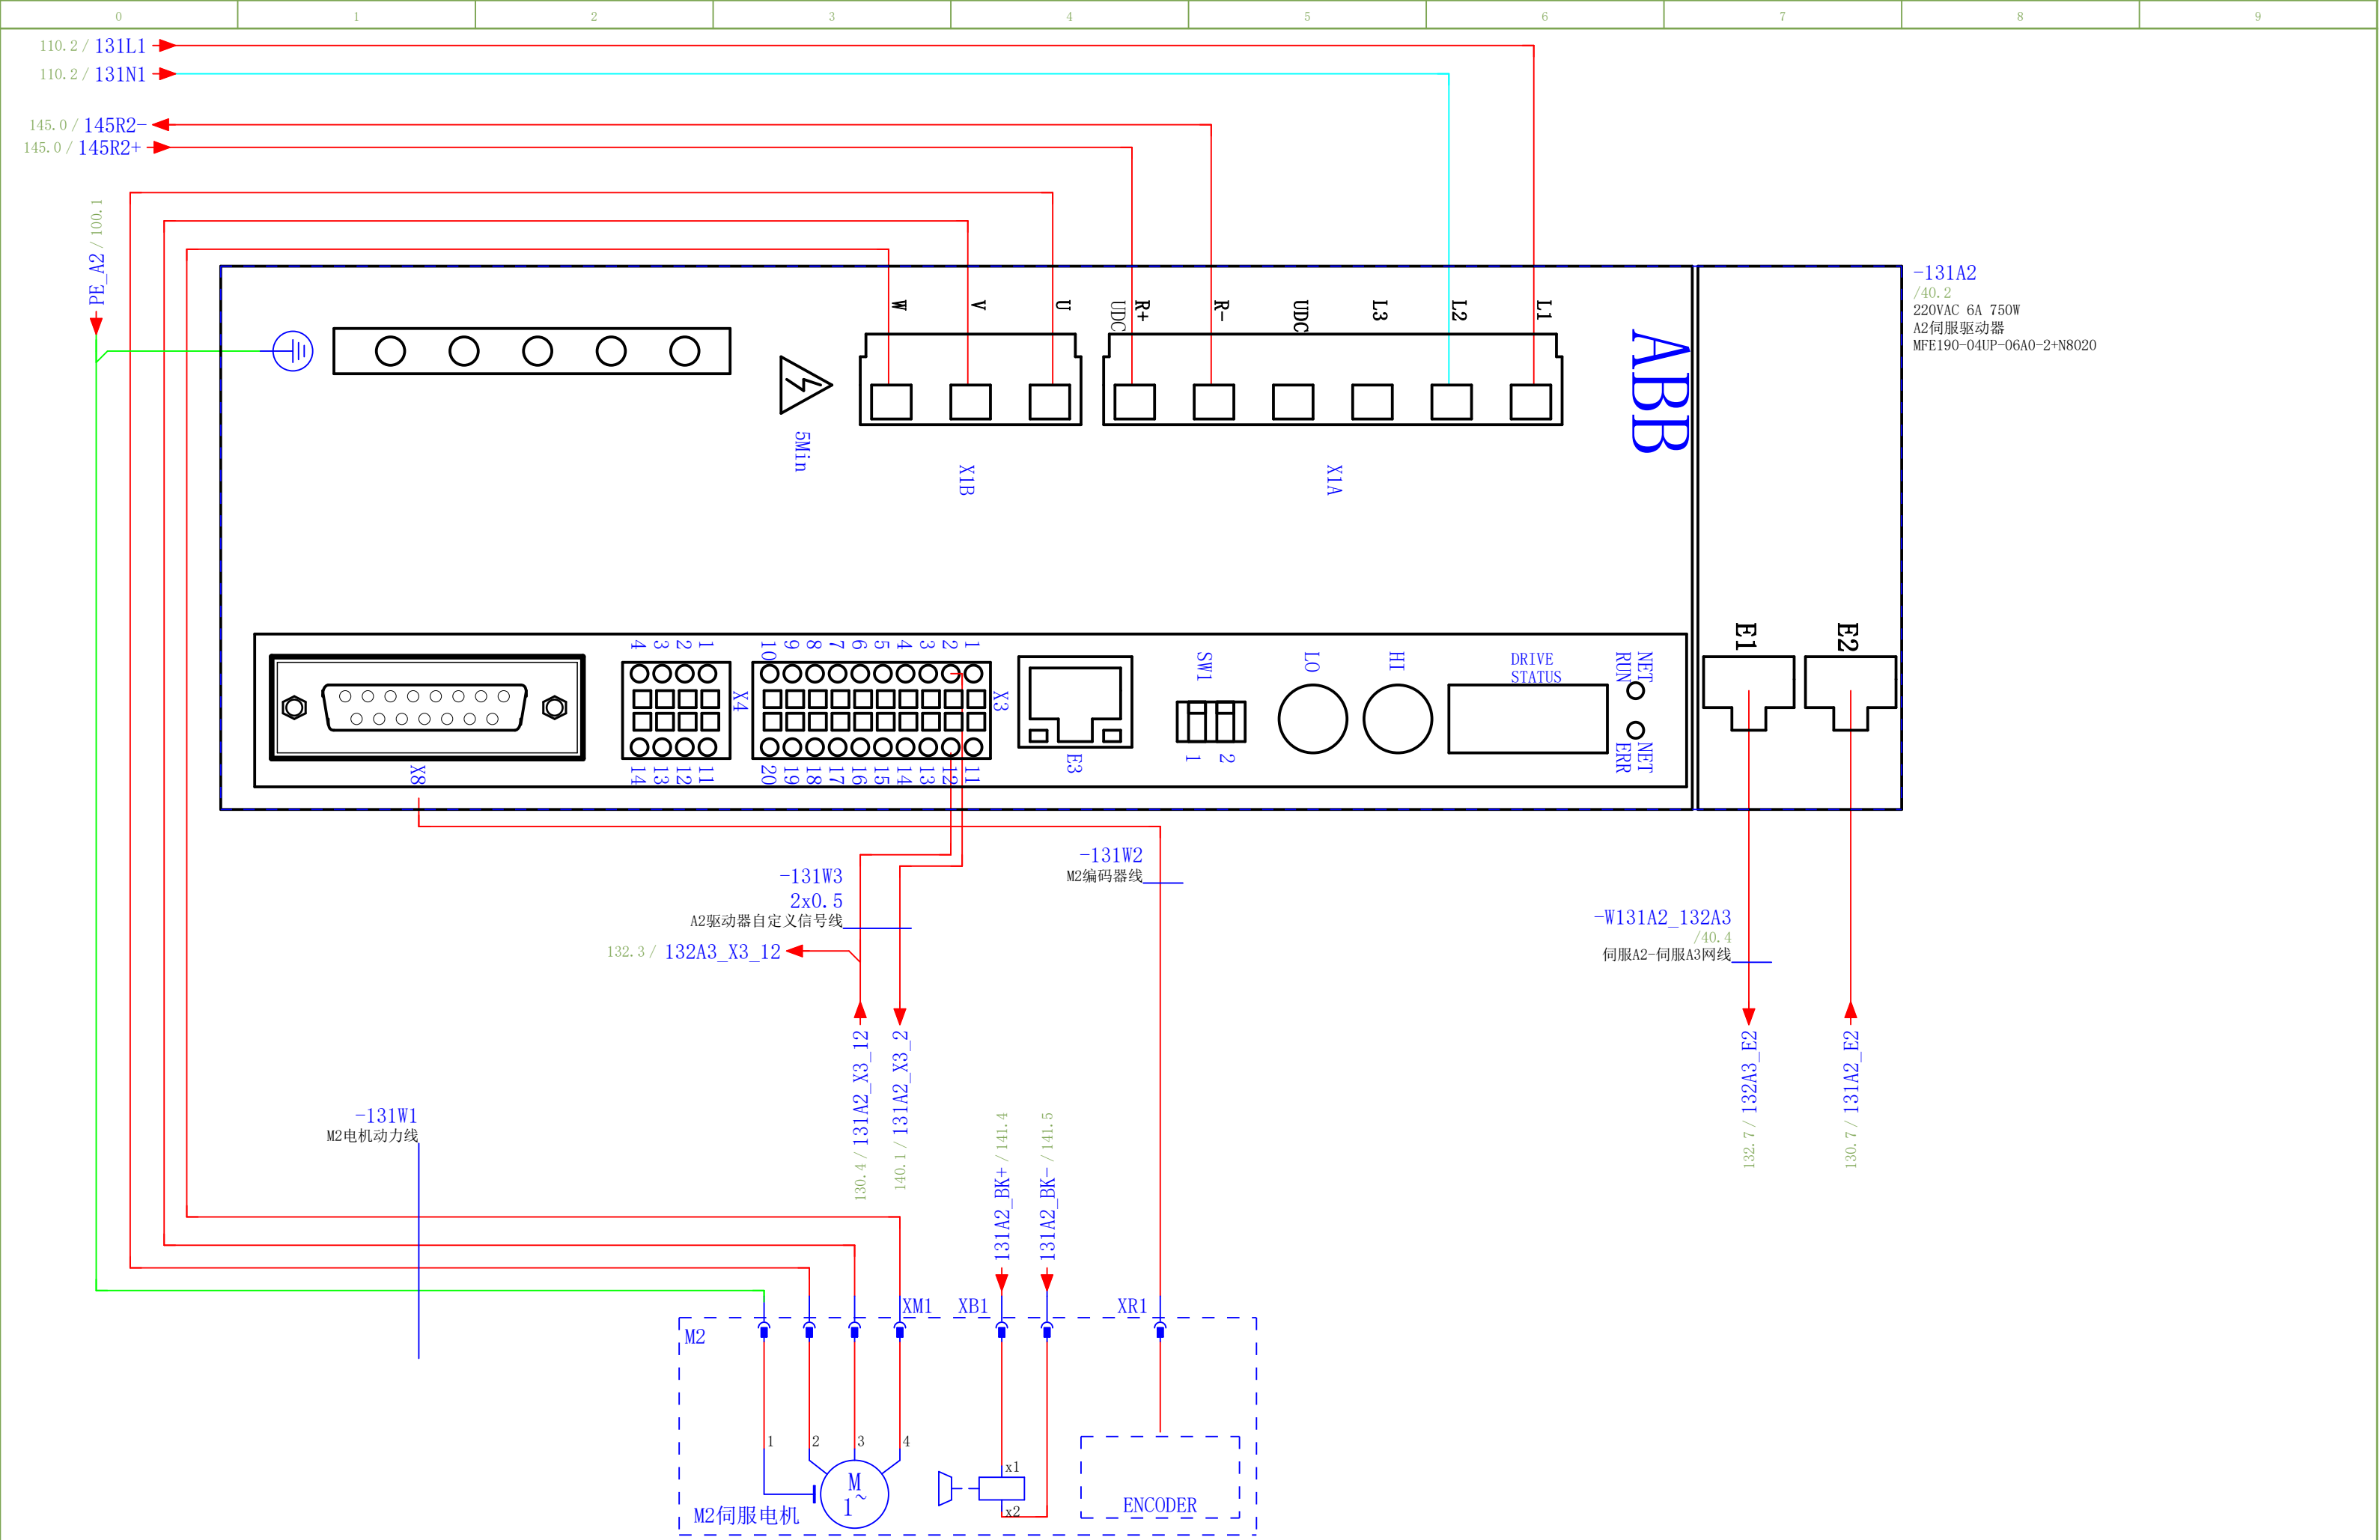 0 1 2 3 4 5 6 7 8 9
110.2 / 131L1
110.2 / 131N1
145.0 / 145R2-
145.0 / 145R2+
PE_A2 / 100.1
-131A2
/40.2
220VAC 6A 750W
A2伺服驱动器
MFE190-04UP-06A0-2+N8020
W V U
UDC
R+ R- UDC L3 L2 L1
ABB
5Min
X1B
X1A
E1 E2
4 3 2 1
10 9 8 7 6 5 4 3 2 1
SW1
LO
HI
DRIVE
STATUS
NET
RUN
X4
X3
NET
ERR
X8
14 13 12 11
20 19 18 17 16 15 14 13 12 11
E3
1 2
-131W3
2x0.5
A2驱动器自定义信号线
-131W2
M2编码器线
132.3 / 132A3_X3_12
-W131A2_132A3
/40.4
伺服A2-伺服A3网线
130.4 / 131A2_X3_12
140.1 / 131A2_X3_2
132.7 / 132A3_E2
130.7 / 131A2_E2
-131W1
M2电机动力线
131A2_BK+ / 141.4
131A2_BK- / 141.5
XM1 XB1 XR1
M2
1 2 3 4
M
1~
x1
x2
ENCODER
M2伺服电机